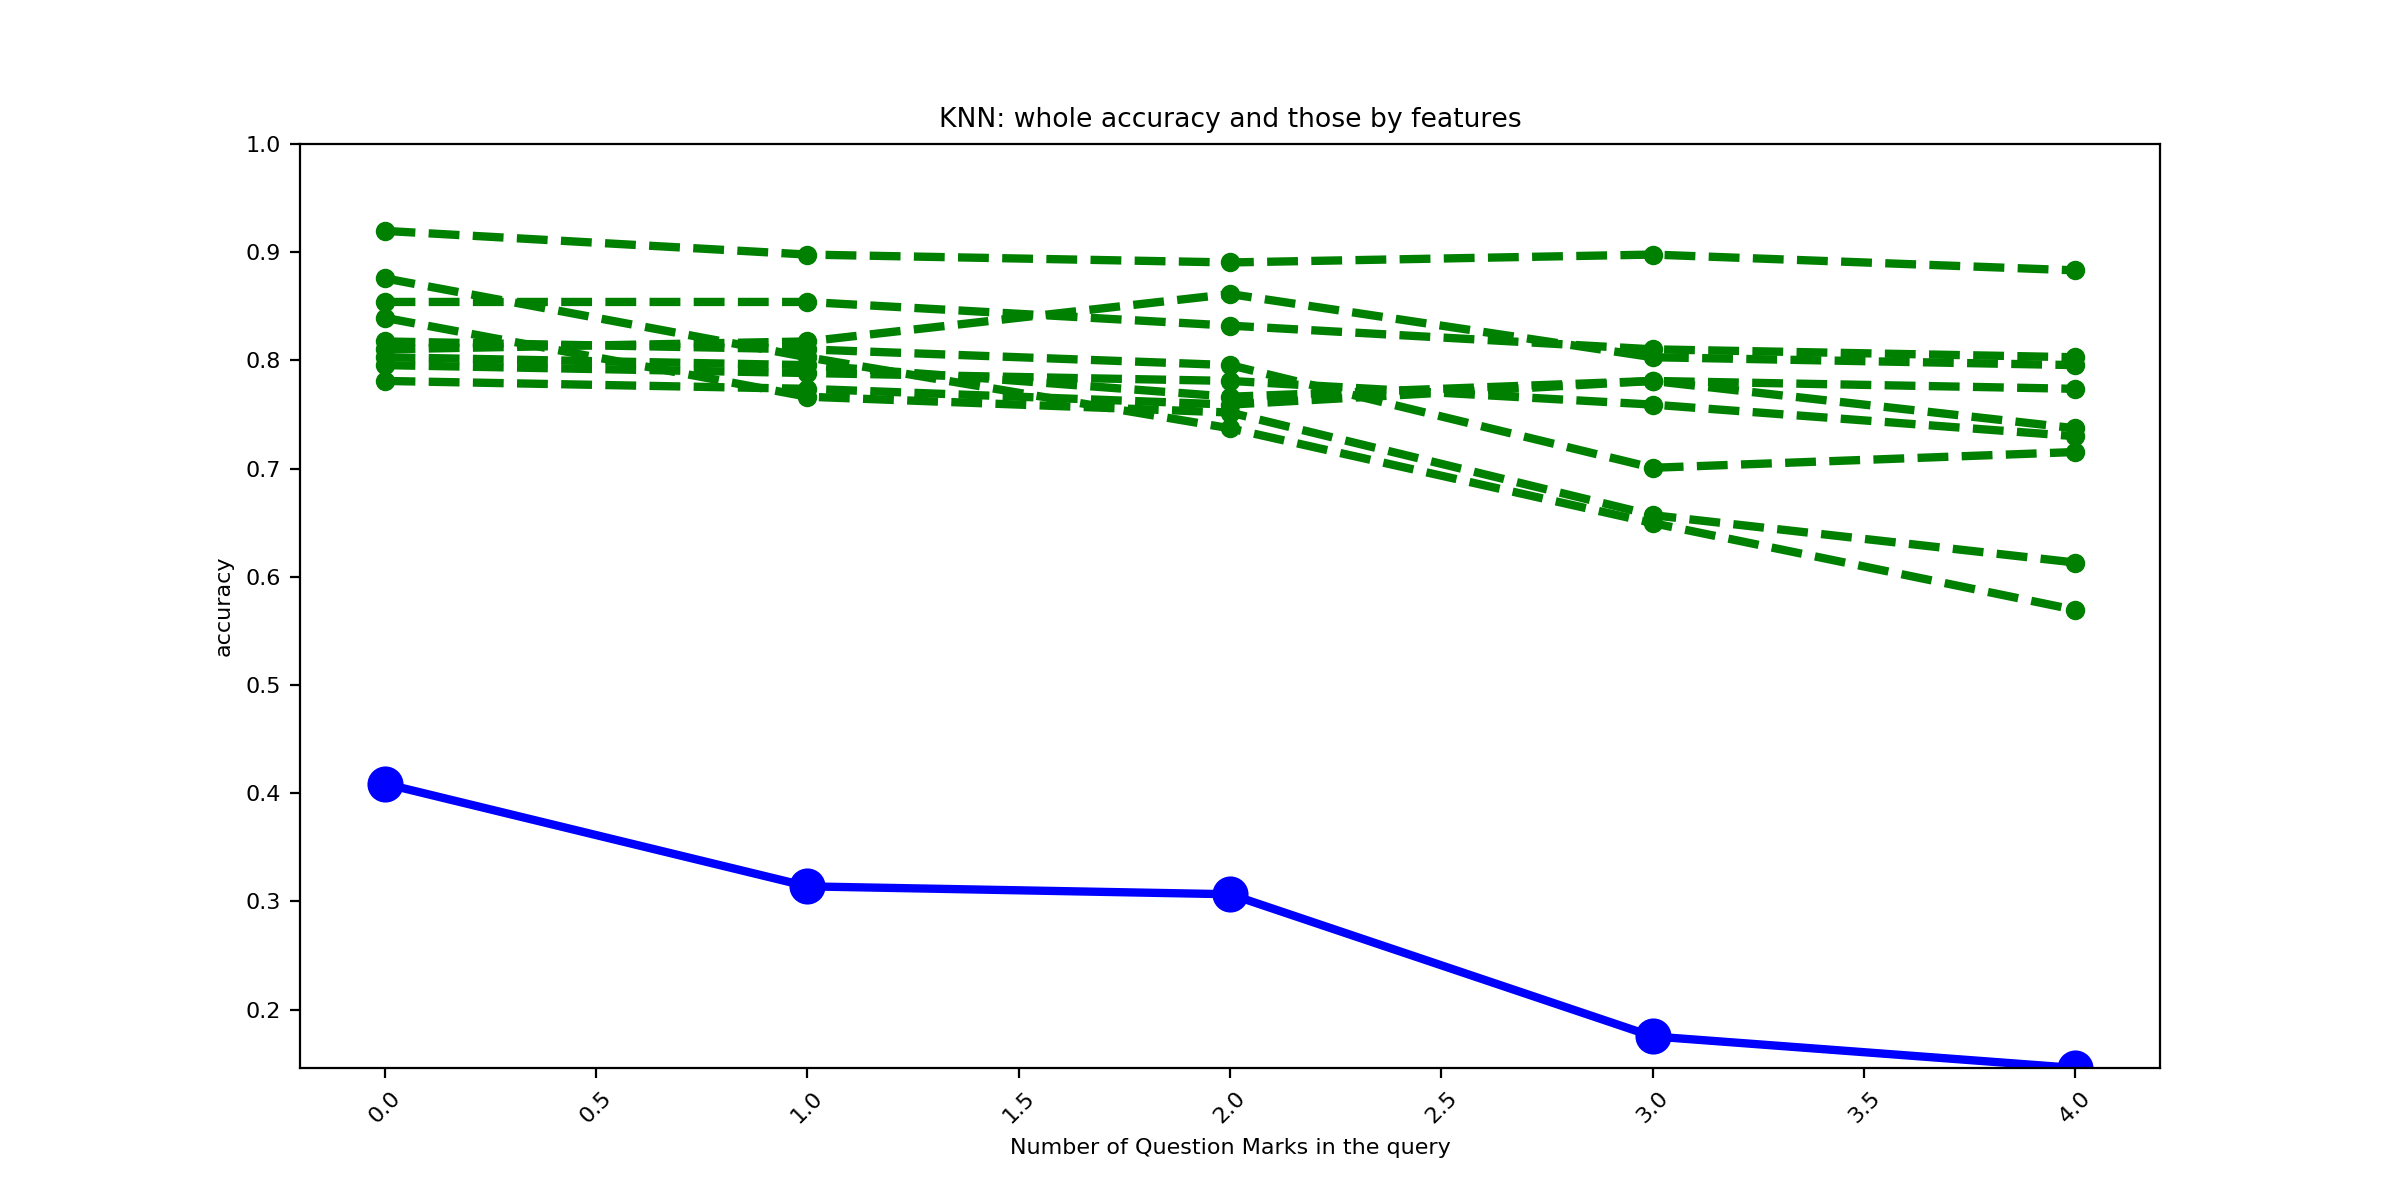 KNN: whole accuracy and those by features
1.0
0.9
0.8
0.7
0.6
0.5
0.4
0.3
0.2
accuracy
0.0 0.5 1.0 1.5 2.0 2.5 3.0 3.5 4.0
Number of Question Marks in the query